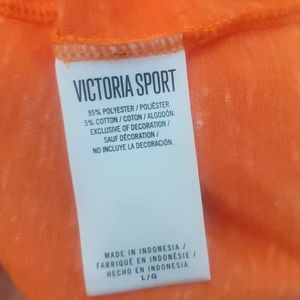 VICTORIA SPORT
95% POLYESTER / POLIÉSTER
5% COTTON / COTON / ALGODÓN.
EXCLUSIVE OF DECORATION /
SAUF DÉCORATION /
NO INCLUYE LA DECORACIÓN.
MADE IN INDONESIA /
FABRIQUÉ EN INDONÉSIE /
HECHO EN INDONESIA
L/G